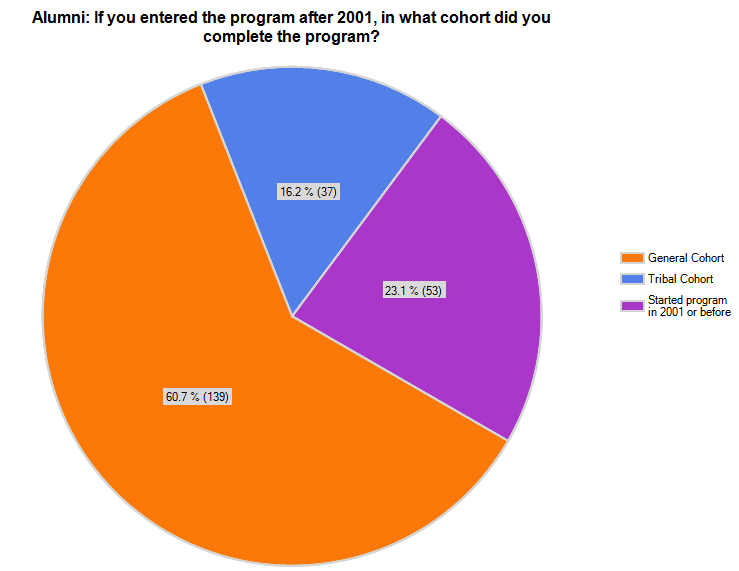 Alumni: If you entered the program after 2001, in what cohort did you
complete the program?
16.2 % (37)
23.1 % (53)
60.7 % (139)
General Cohort
Tribal Cohort
Started program
in 2001 or before